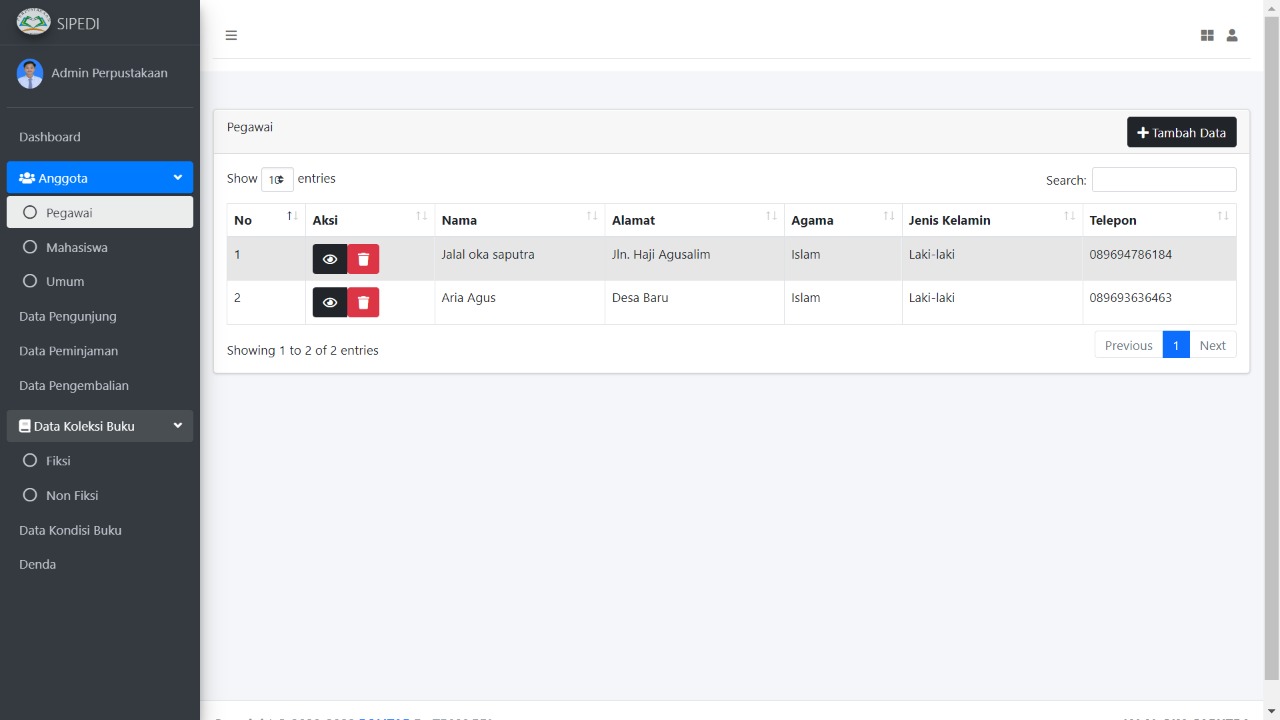 SIPEDI
Admin Perpustakaan
Dashboard
Anggota
Pegawai
Mahasiswa
Umum
Data Pengunjung
Data Peminjaman
Data Pengembalian
Data Koleksi Buku
Fiksi
Non Fiksi
Data Kondisi Buku
Denda
Pegawai
Tambah Data
Show 10 entries
Search:
No Aksi Nama Alamat Agama Jenis Kelamin Telepon
1 Jalal oka saputra Jln. Haji Agusalim Islam Laki-laki 089694786184
2 Aria Agus Desa Baru Islam Laki-laki 089693636463
Showing 1 to 2 of 2 entries
Previous 1 Next